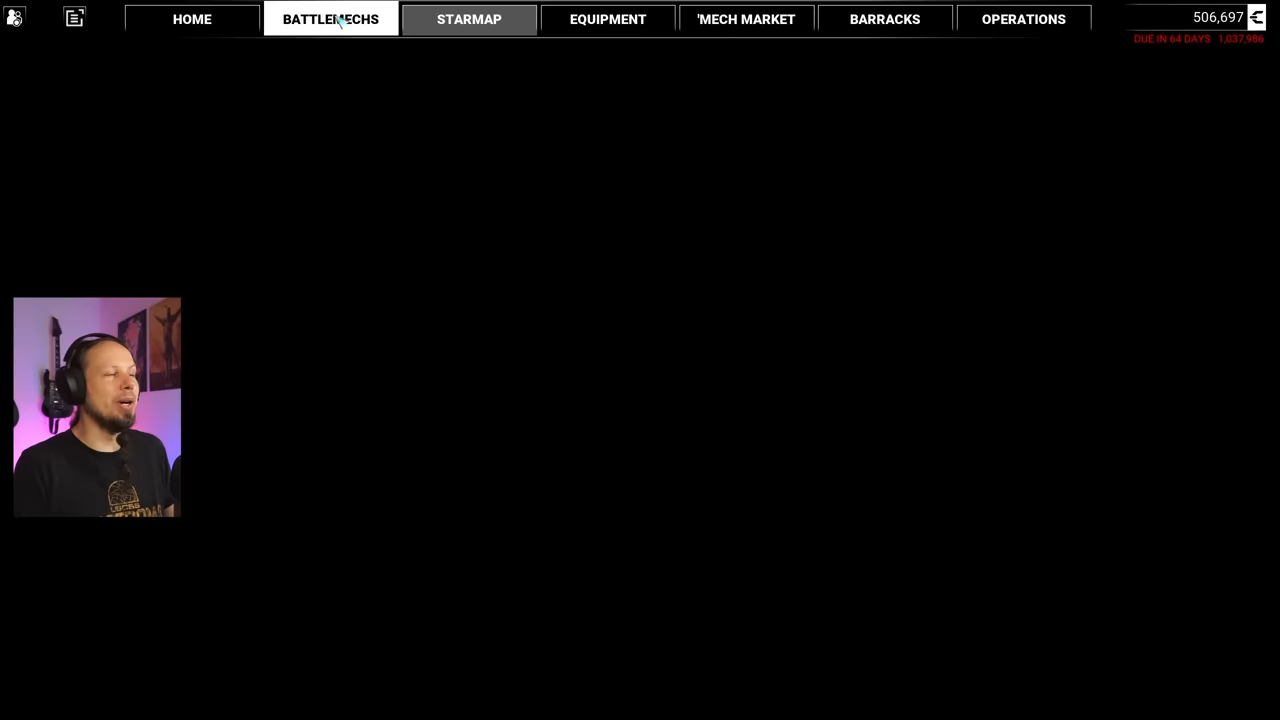 HOME
BATTLEMECHS
STARMAP
EQUIPMENT
'MECH MARKET
BARRACKS
OPERATIONS
506,697
DUE IN 64 DAYS 1,037,986